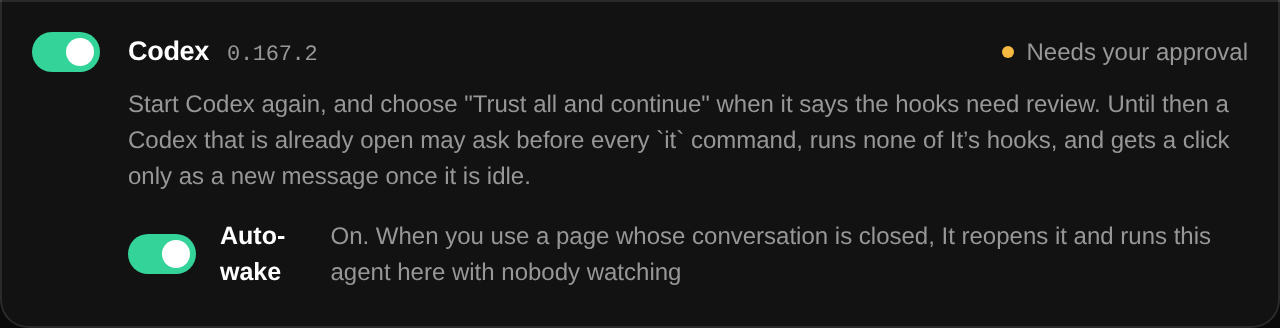 Codex 0.167.2
Needs your approval
Start Codex again, and choose "Trust all and continue" when it says the hooks need review. Until then a
Codex that is already open may ask before every `it` command, runs none of It’s hooks, and gets a click
only as a new message once it is idle.
Auto-
wake
On. When you use a page whose conversation is closed, It reopens it and runs this
agent here with nobody watching